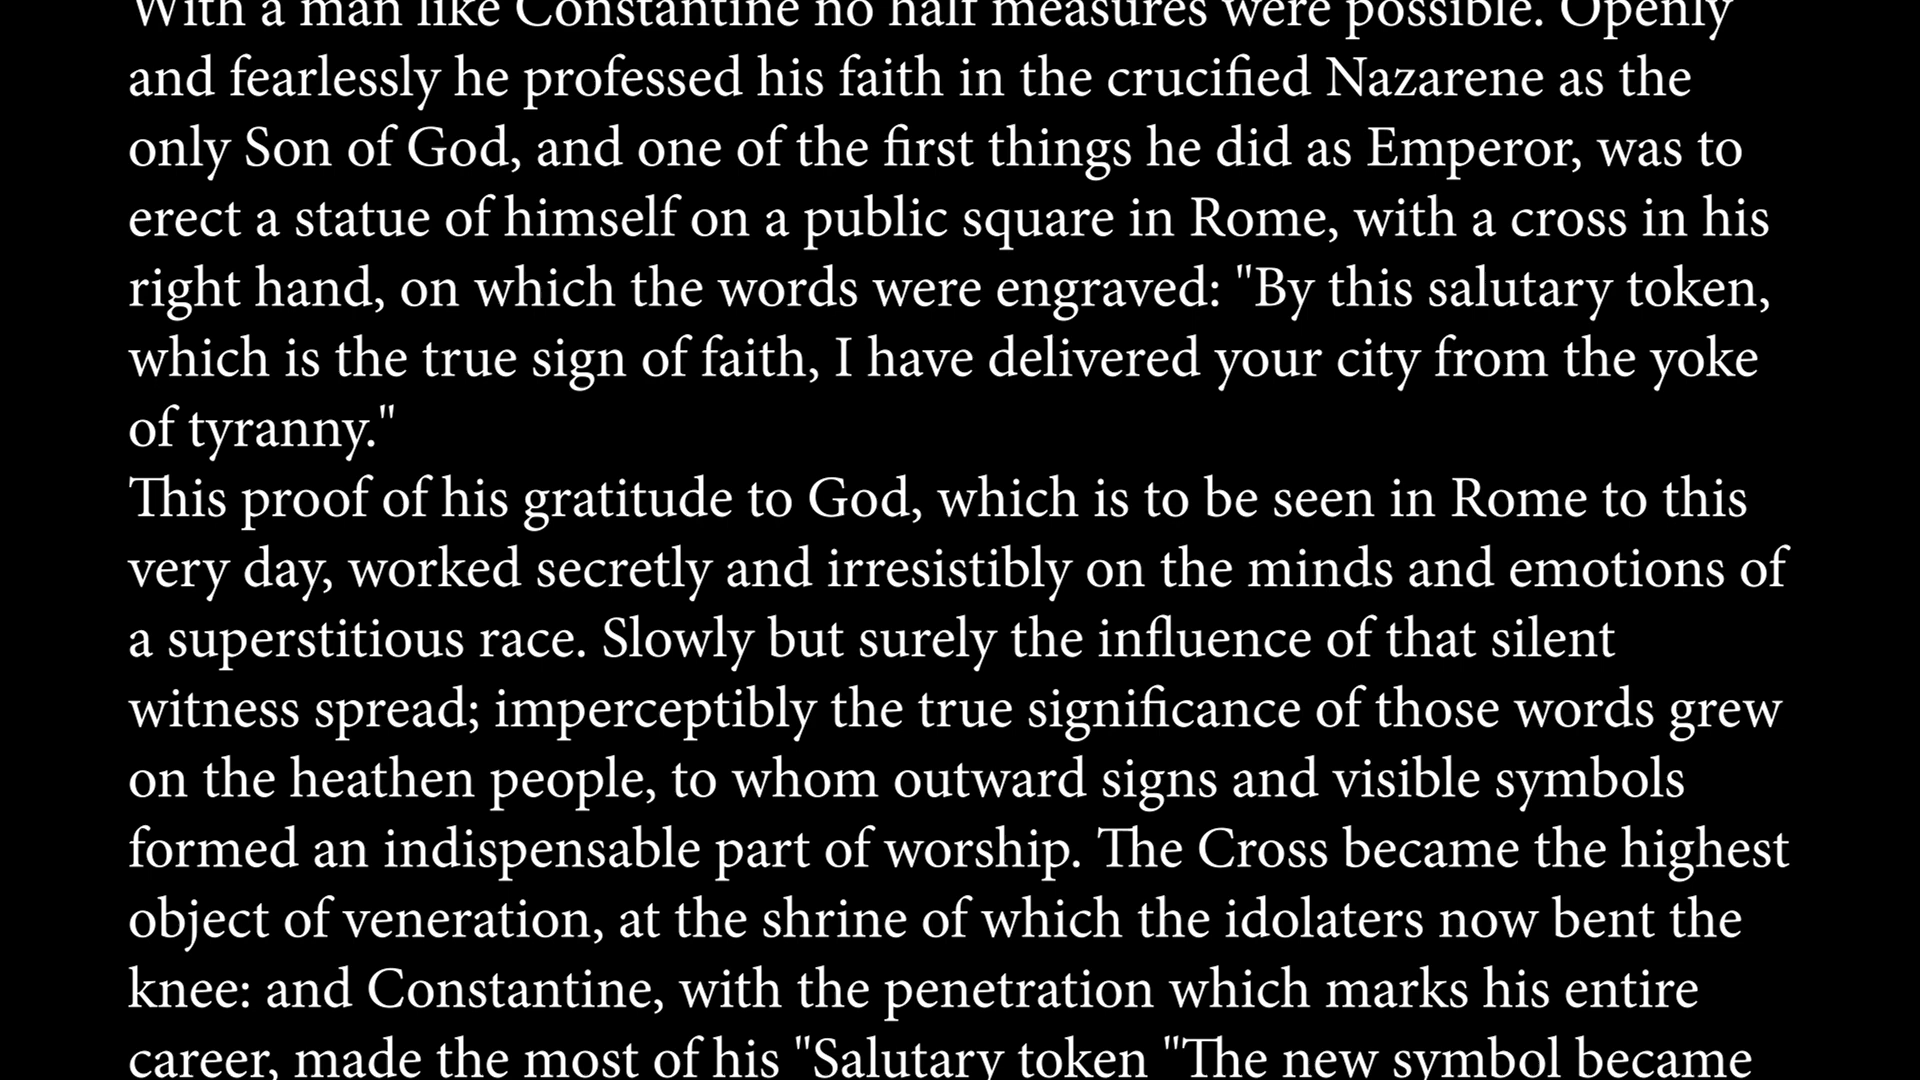 With a man like Constantine no half measures were possible. Openly
and fearlessly he professed his faith in the crucified Nazarene as the
only Son of God, and one of the first things he did as Emperor, was to
erect a statue of himself on a public square in Rome, with a cross in his
right hand, on which the words were engraved: "By this salutary token,
which is the true sign of faith, I have delivered your city from the yoke
of tyranny."
This proof of his gratitude to God, which is to be seen in Rome to this
very day, worked secretly and irresistibly on the minds and emotions of
a superstitious race. Slowly but surely the influence of that silent
witness spread; imperceptibly the true significance of those words grew
on the heathen people, to whom outward signs and visible symbols
formed an indispensable part of worship. The Cross became the highest
object of veneration, at the shrine of which the idolaters now bent the
knee: and Constantine, with the penetration which marks his entire
career, made the most of his "Salutary token "The new symbol became